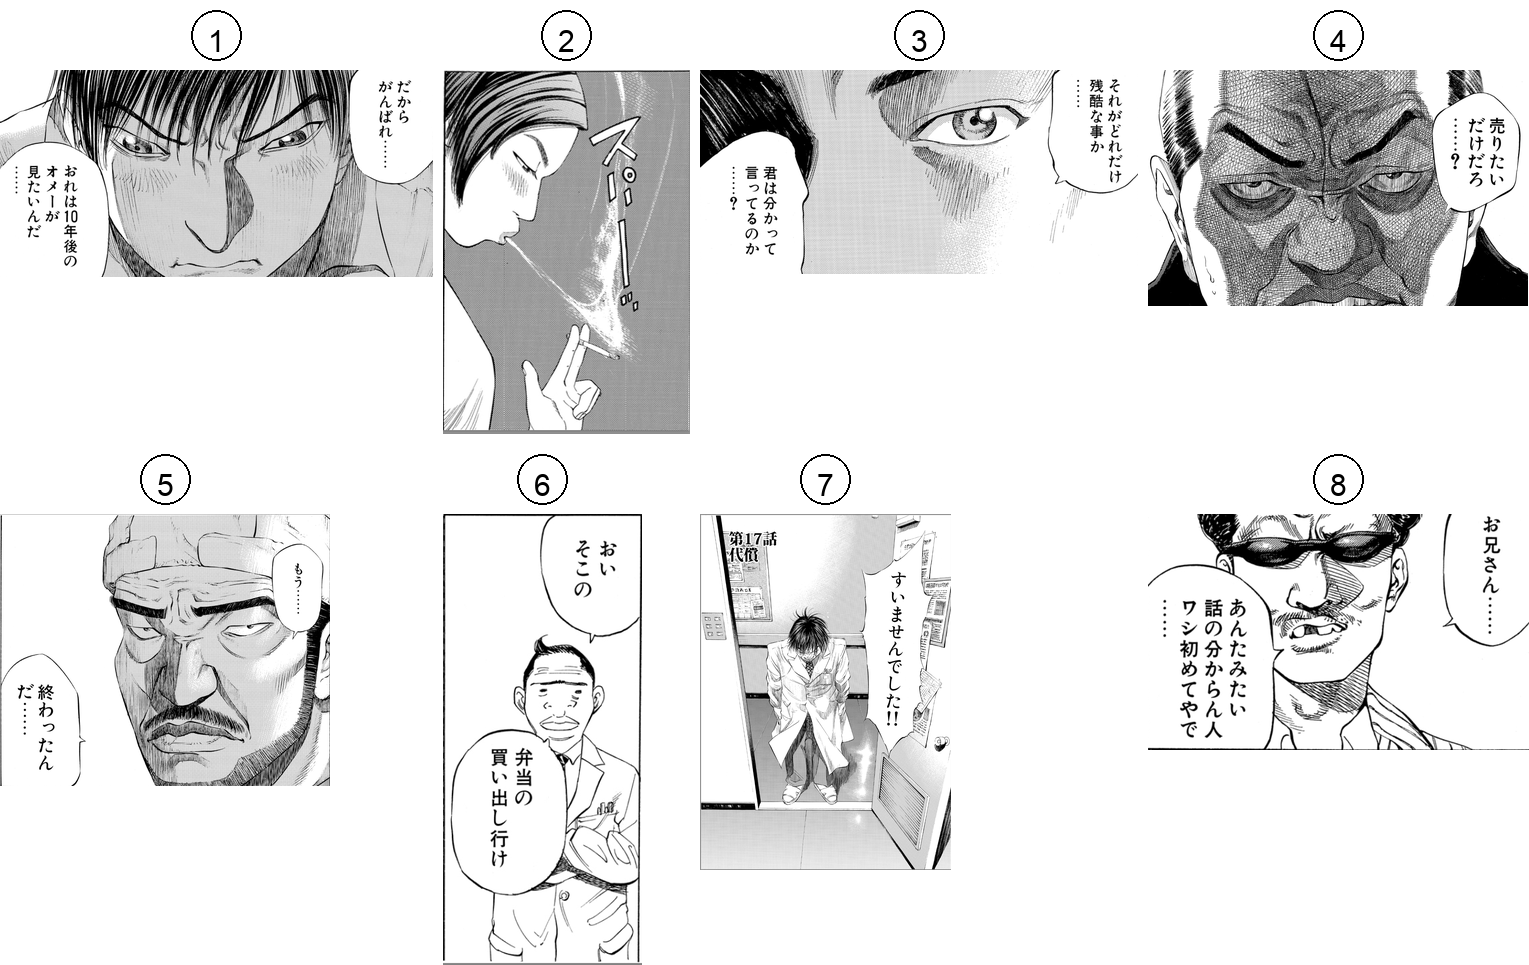 1
だから
がんばれ……
おれは10年後の
オメーが
見たいんだ
……
2
スパーーー…
3
それがどれだけ
残酷な事か
……
君は分かって
言ってるのか
……？
4
売りたい
だけだろ
……？
5
もう……
終わったん
だ……
6
おい
そこの
弁当の
買い出し行け
7
第17話
代償
すいませんでした!!
8
お兄さん……
あんたみたい
話の分からん人
ワシ初めてやで
……